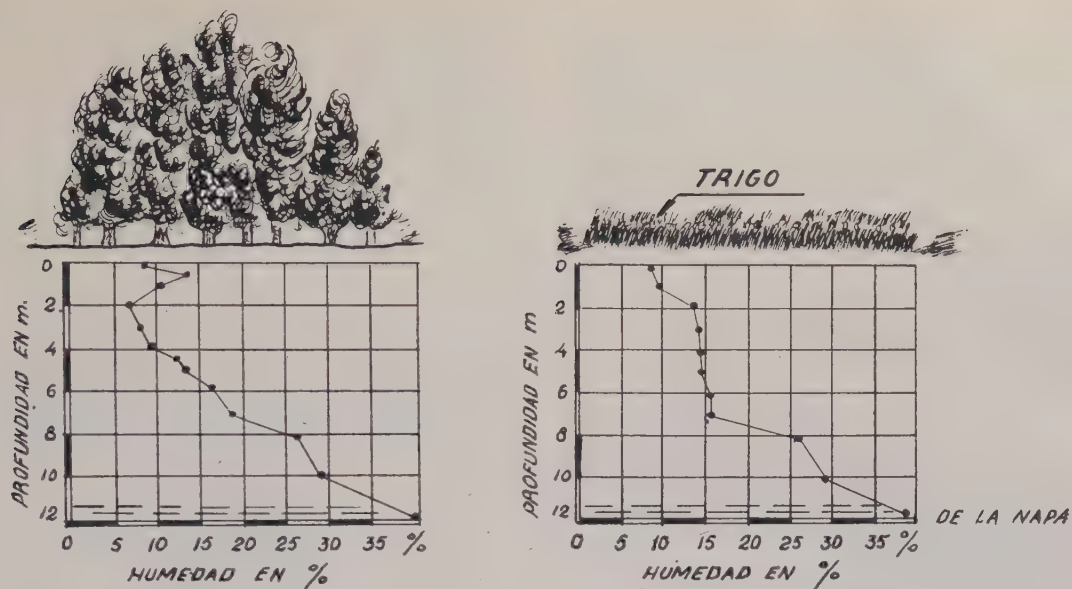 TRIGO
0
2
4
6
8
10
12
PROFUNDIDAD EN m.
0 5 10 15 20 25 30 35 %
HUMEDAD EN %
0
2
4
6
8
10
12
PROFUNDIDAD EN m
DE LA NAPA
0 5 10 15 20 25 30 35 %
HUMEDAD EN %